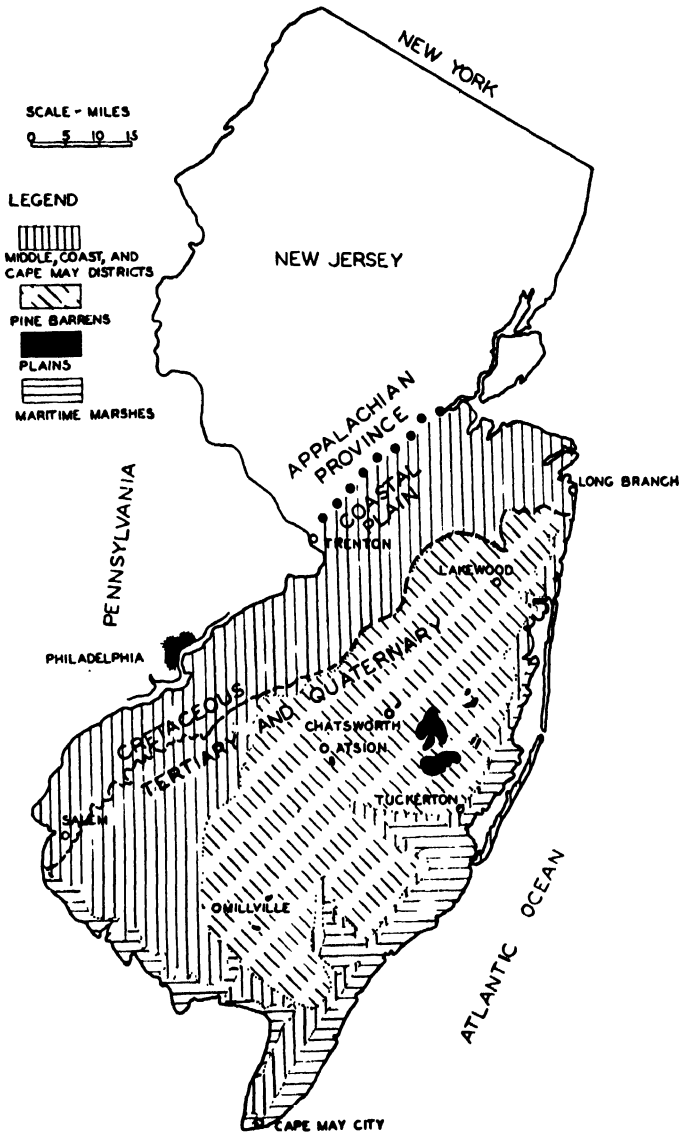 NEW YORK
SCALE - MILES
0 5 10 15
LEGEND
MIDDLE, COAST, AND
CAPE MAY DISTRICTS
PINE BARRENS
PLAINS
MARITIME MARSHES
NEW JERSEY
APPALACHIAN
PROVINCE
COASTAL
PLAIN
LONG BRANCH
TRENTON
LAKEWOOD
PENNSYLVANIA
PHILADELPHIA
CRETACEOUS
TERTIARY AND QUATERNARY
CHATSWORTH
ATSION
TUCKERTON
SALEM
MILLVILLE
ATLANTIC OCEAN
CAPE MAY CITY